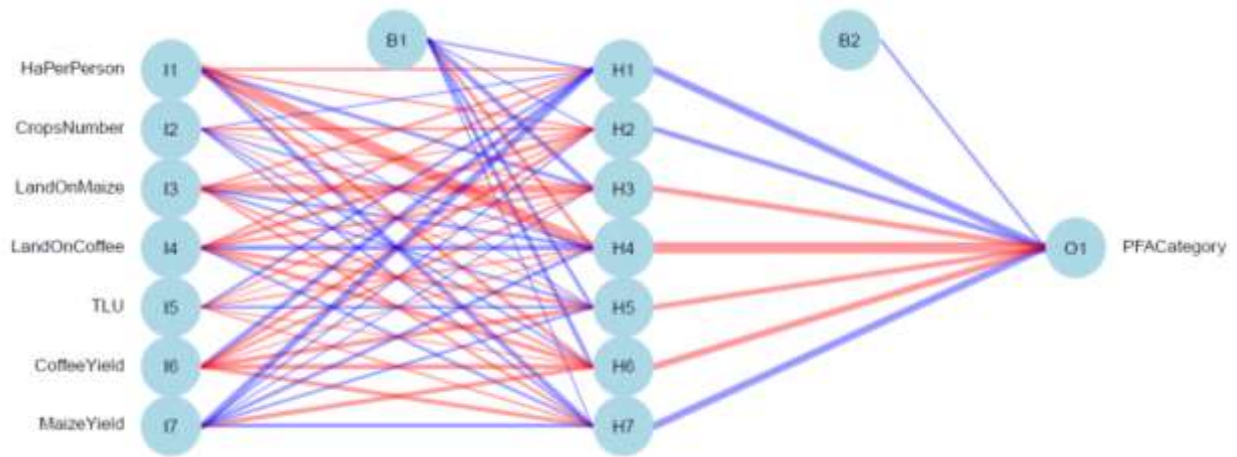 B1 B2
HaPerPerson I1 H1
CropsNumber I2 H2
LandOnMaize I3 H3
LandOnCoffee I4 H4 O1 PFACategory
TLU I5 H5
CoffeeYield I6 H6
MaizeYield I7 H7